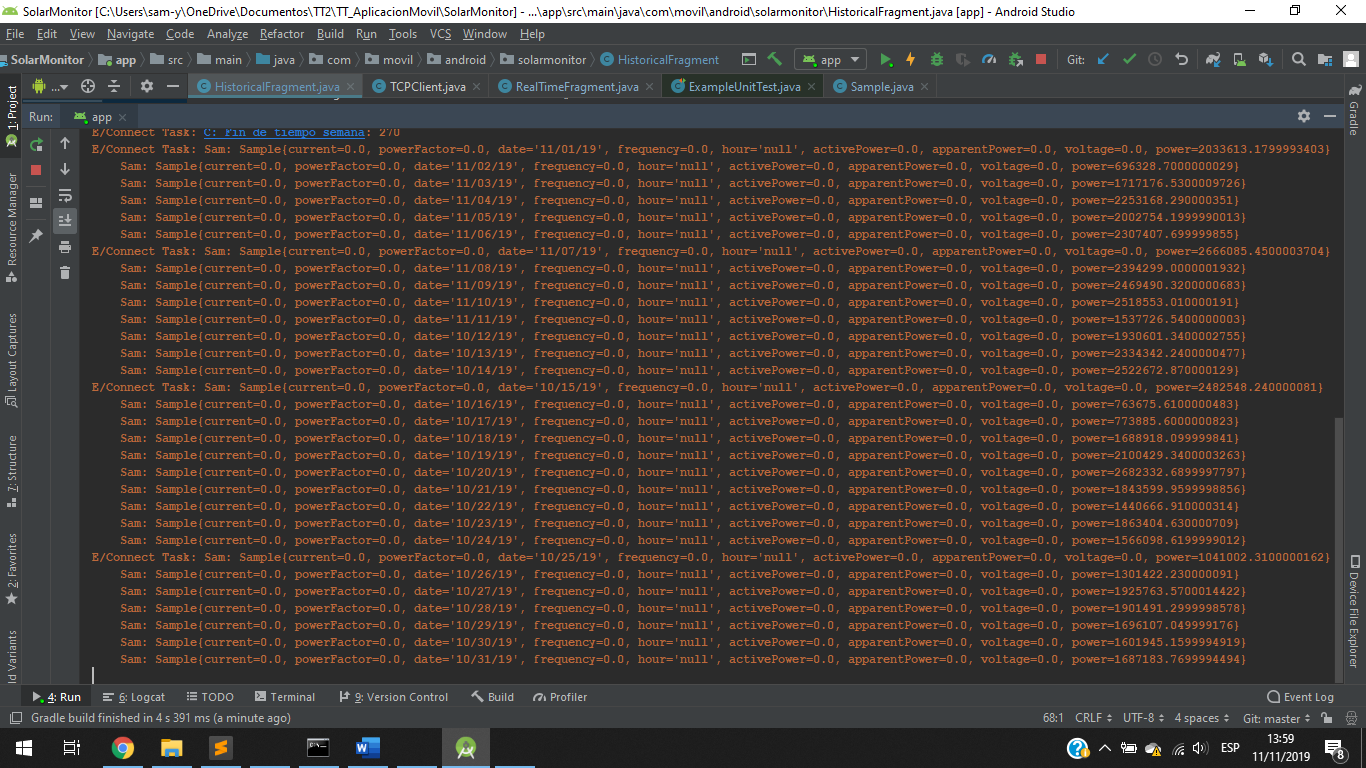 SolarMonitor [C:\Users\sam-y\OneDrive\Documentos\TT2\TT_AplicacionMovil\SolarMonitor] - ...\app\src\main\java\com\movil\android\solarmonitor\HistoricalFragment.java [app] - Android Studio
File Edit View Navigate Code Analyze Refactor Build Run Tools VCS Window Help
SolarMonitor app src main java com movil android solarmonitor HistoricalFragment app Git:
1: Project
Resource Manager
Layout Captures
7: Structure
2: Favorites
ld Variants
... HistoricalFragment.java TCPClient.java RealTimeFragment.java ExampleUnitTest.java Sample.java
Run: app
E/Connect Task: C: Fin de tiempo semana: 270
E/Connect Task: Sam: Sample{current=0.0, powerFactor=0.0, date='11/01/19', frequency=0.0, hour='null', activePower=0.0, apparentPower=0.0, voltage=0.0, power=2033613.1799993403}
Sam: Sample{current=0.0, powerFactor=0.0, date='11/02/19', frequency=0.0, hour='null', activePower=0.0, apparentPower=0.0, voltage=0.0, power=696328.7000000029}
Sam: Sample{current=0.0, powerFactor=0.0, date='11/03/19', frequency=0.0, hour='null', activePower=0.0, apparentPower=0.0, voltage=0.0, power=1717176.5300009726}
Sam: Sample{current=0.0, powerFactor=0.0, date='11/04/19', frequency=0.0, hour='null', activePower=0.0, apparentPower=0.0, voltage=0.0, power=2253168.290000351}
Sam: Sample{current=0.0, powerFactor=0.0, date='11/05/19', frequency=0.0, hour='null', activePower=0.0, apparentPower=0.0, voltage=0.0, power=2002754.1999990013}
Sam: Sample{current=0.0, powerFactor=0.0, date='11/06/19', frequency=0.0, hour='null', activePower=0.0, apparentPower=0.0, voltage=0.0, power=2307407.699999855}
E/Connect Task: Sam: Sample{current=0.0, powerFactor=0.0, date='11/07/19', frequency=0.0, hour='null', activePower=0.0, apparentPower=0.0, voltage=0.0, power=2666085.4500003704}
Sam: Sample{current=0.0, powerFactor=0.0, date='11/08/19', frequency=0.0, hour='null', activePower=0.0, apparentPower=0.0, voltage=0.0, power=2394299.0000001932}
Sam: Sample{current=0.0, powerFactor=0.0, date='11/09/19', frequency=0.0, hour='null', activePower=0.0, apparentPower=0.0, voltage=0.0, power=2469490.3200000683}
Sam: Sample{current=0.0, powerFactor=0.0, date='11/10/19', frequency=0.0, hour='null', activePower=0.0, apparentPower=0.0, voltage=0.0, power=2518553.010000191}
Sam: Sample{current=0.0, powerFactor=0.0, date='11/11/19', frequency=0.0, hour='null', activePower=0.0, apparentPower=0.0, voltage=0.0, power=1537726.5400000003}
Sam: Sample{current=0.0, powerFactor=0.0, date='10/12/19', frequency=0.0, hour='null', activePower=0.0, apparentPower=0.0, voltage=0.0, power=1930601.3400002755}
Sam: Sample{current=0.0, powerFactor=0.0, date='10/13/19', frequency=0.0, hour='null', activePower=0.0, apparentPower=0.0, voltage=0.0, power=2334342.2400000477}
Sam: Sample{current=0.0, powerFactor=0.0, date='10/14/19', frequency=0.0, hour='null', activePower=0.0, apparentPower=0.0, voltage=0.0, power=2522672.870000129}
E/Connect Task: Sam: Sample{current=0.0, powerFactor=0.0, date='10/15/19', frequency=0.0, hour='null', activePower=0.0, apparentPower=0.0, voltage=0.0, power=2482548.240000081}
Sam: Sample{current=0.0, powerFactor=0.0, date='10/16/19', frequency=0.0, hour='null', activePower=0.0, apparentPower=0.0, voltage=0.0, power=763675.6100000483}
Sam: Sample{current=0.0, powerFactor=0.0, date='10/17/19', frequency=0.0, hour='null', activePower=0.0, apparentPower=0.0, voltage=0.0, power=773885.6000000823}
Sam: Sample{current=0.0, powerFactor=0.0, date='10/18/19', frequency=0.0, hour='null', activePower=0.0, apparentPower=0.0, voltage=0.0, power=1688918.099999841}
Sam: Sample{current=0.0, powerFactor=0.0, date='10/19/19', frequency=0.0, hour='null', activePower=0.0, apparentPower=0.0, voltage=0.0, power=2100429.3400003263}
Sam: Sample{current=0.0, powerFactor=0.0, date='10/20/19', frequency=0.0, hour='null', activePower=0.0, apparentPower=0.0, voltage=0.0, power=2682332.6899997797}
Sam: Sample{current=0.0, powerFactor=0.0, date='10/21/19', frequency=0.0, hour='null', activePower=0.0, apparentPower=0.0, voltage=0.0, power=1843599.9599998856}
Sam: Sample{current=0.0, powerFactor=0.0, date='10/22/19', frequency=0.0, hour='null', activePower=0.0, apparentPower=0.0, voltage=0.0, power=1440666.910000314}
Sam: Sample{current=0.0, powerFactor=0.0, date='10/23/19', frequency=0.0, hour='null', activePower=0.0, apparentPower=0.0, voltage=0.0, power=1863404.630000709}
Sam: Sample{current=0.0, powerFactor=0.0, date='10/24/19', frequency=0.0, hour='null', activePower=0.0, apparentPower=0.0, voltage=0.0, power=1566098.6199999012}
E/Connect Task: Sam: Sample{current=0.0, powerFactor=0.0, date='10/25/19', frequency=0.0, hour='null', activePower=0.0, apparentPower=0.0, voltage=0.0, power=1041002.3100000162}
Sam: Sample{current=0.0, powerFactor=0.0, date='10/26/19', frequency=0.0, hour='null', activePower=0.0, apparentPower=0.0, voltage=0.0, power=1301422.230000091}
Sam: Sample{current=0.0, powerFactor=0.0, date='10/27/19', frequency=0.0, hour='null', activePower=0.0, apparentPower=0.0, voltage=0.0, power=1925763.5700014422}
Sam: Sample{current=0.0, powerFactor=0.0, date='10/28/19', frequency=0.0, hour='null', activePower=0.0, apparentPower=0.0, voltage=0.0, power=1901491.2999998578}
Sam: Sample{current=0.0, powerFactor=0.0, date='10/29/19', frequency=0.0, hour='null', activePower=0.0, apparentPower=0.0, voltage=0.0, power=1696107.049999176}
Sam: Sample{current=0.0, powerFactor=0.0, date='10/30/19', frequency=0.0, hour='null', activePower=0.0, apparentPower=0.0, voltage=0.0, power=1601945.1599994919}
Sam: Sample{current=0.0, powerFactor=0.0, date='10/31/19', frequency=0.0, hour='null', activePower=0.0, apparentPower=0.0, voltage=0.0, power=1687183.7699994494}
Gradle
Device File Explorer
4: Run 6: Logcat TODO Terminal 9: Version Control Build Profiler Event Log
Gradle build finished in 4 s 391 ms (a minute ago) 68:1 CRLF UTF-8 4 spaces Git: master
ESP 13:59
11/11/2019
8